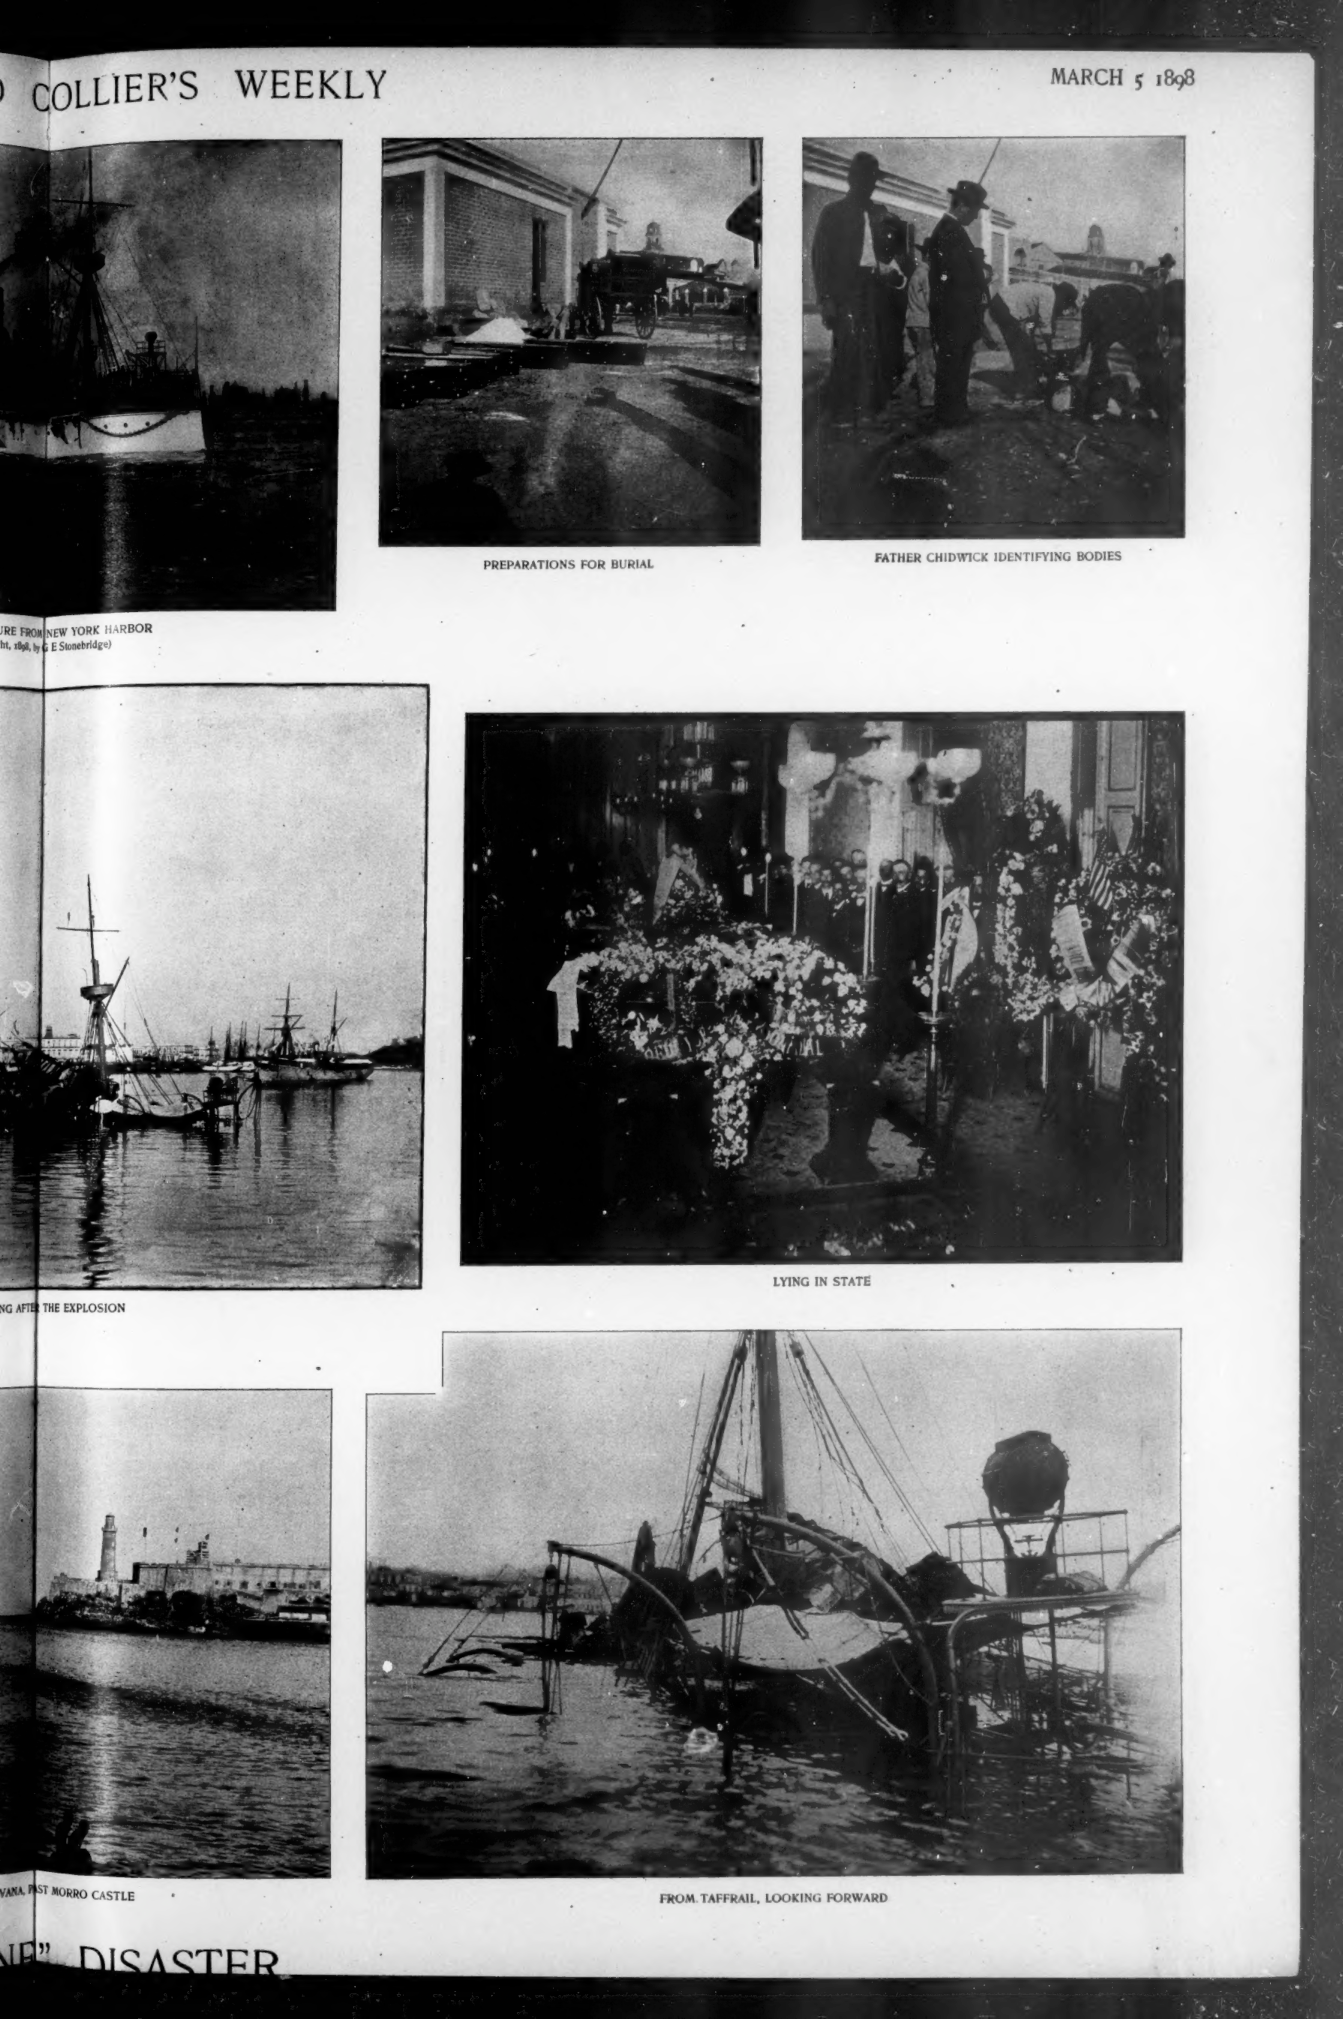 COLLIER'S WEEKLY
MARCH 5 1898
PREPARATIONS FOR BURIAL
FATHER CHIDWICK IDENTIFYING BODIES
URE FROM NEW YORK HARBOR
ht, 1898, by G E Stonebridge)
LYING IN STATE
NG AFTER THE EXPLOSION
VANA, PAST MORRO CASTLE
FROM TAFFRAIL, LOOKING FORWARD
NE" DISASTER